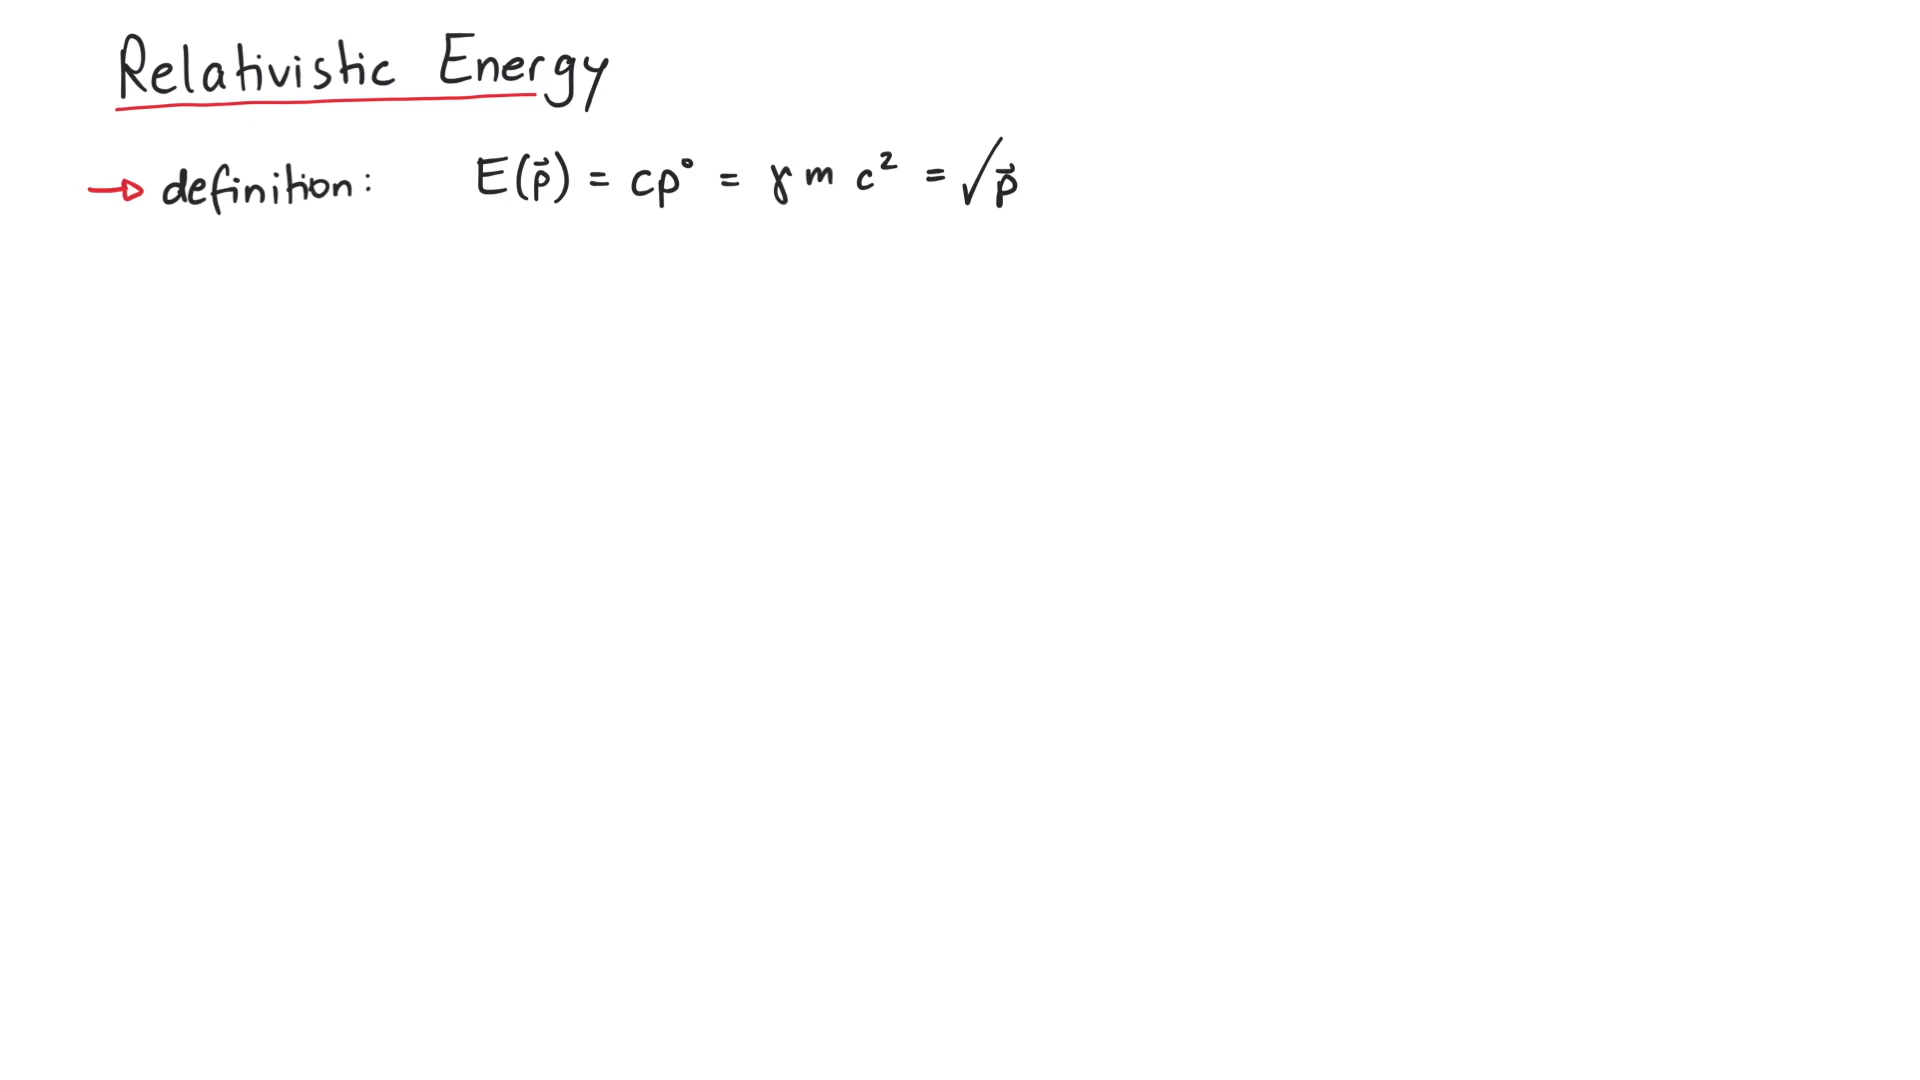 Relativistic Energy
→ definition: E(p⃗) = cp⁰ = γ m c² = √p⃗